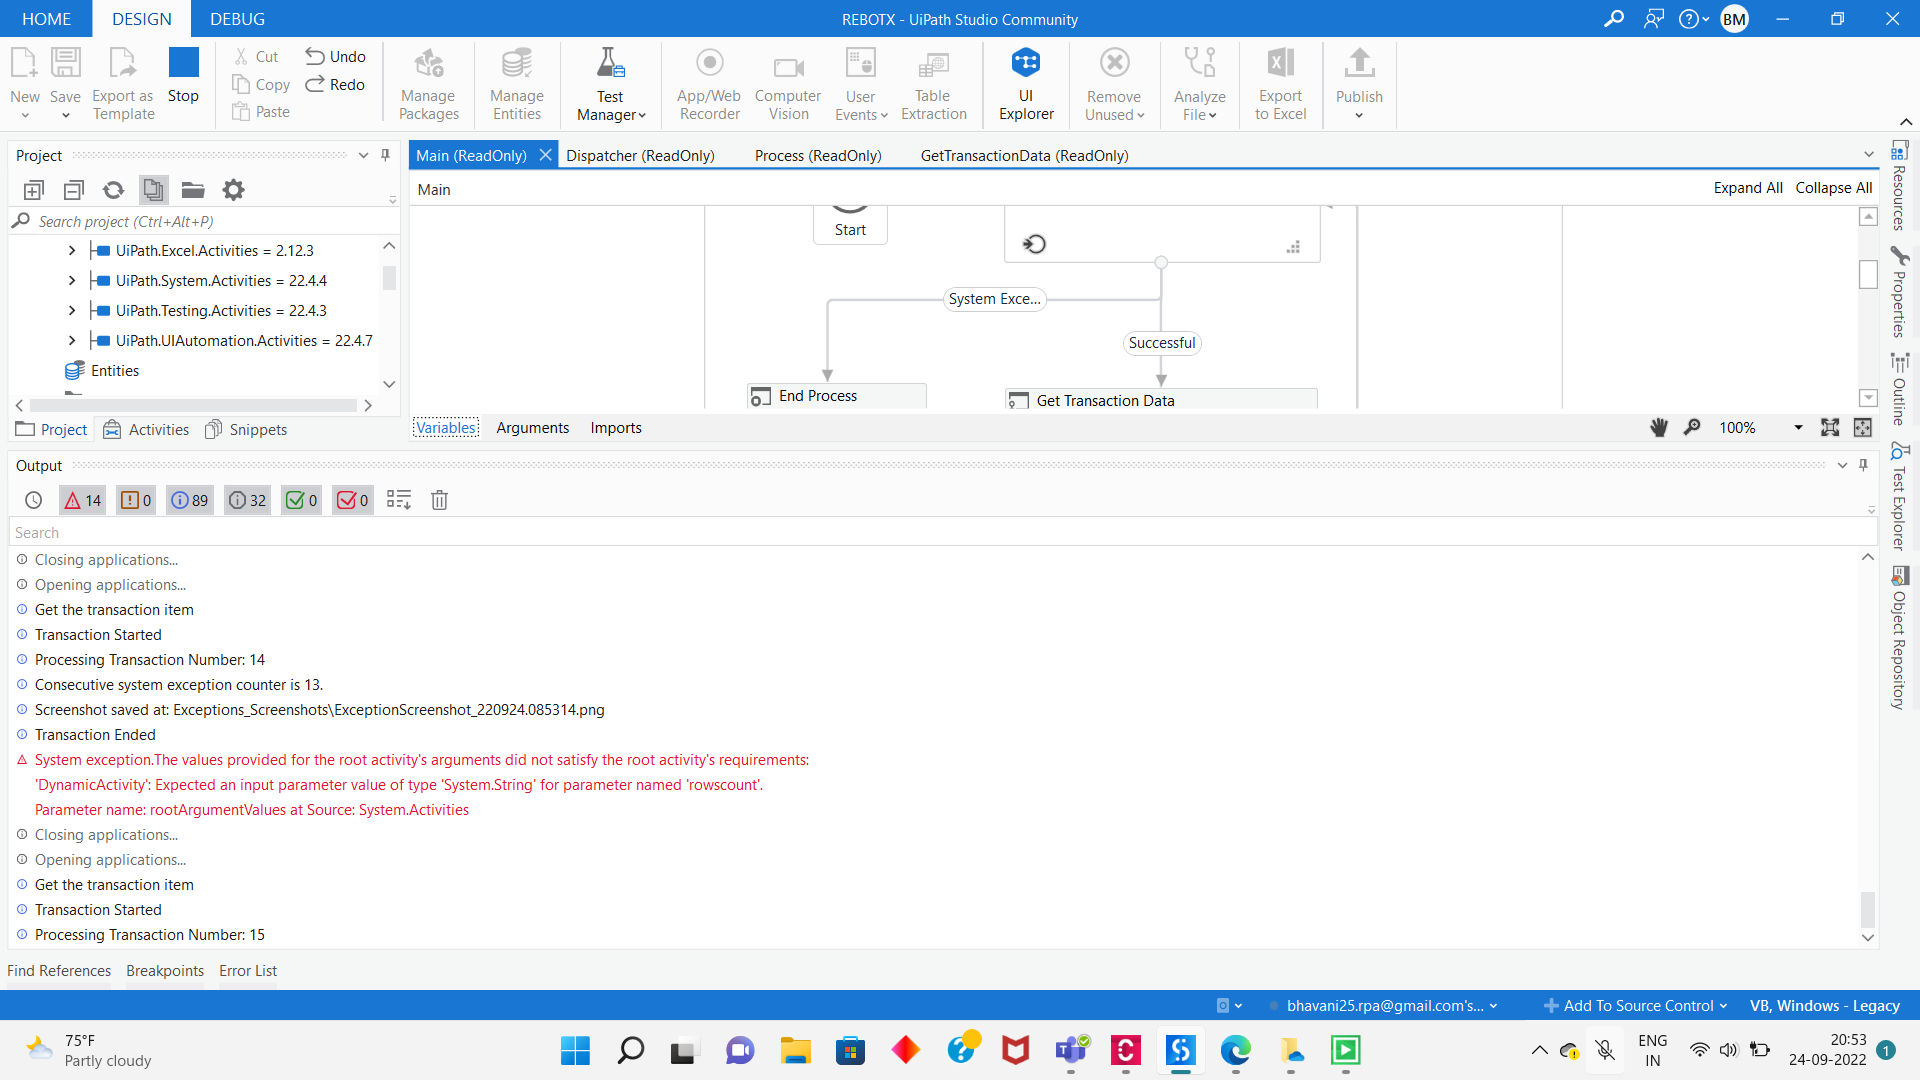 HOME DESIGN DEBUG REBOTX - UiPath Studio Community BM
New Save Export as Template Stop Cut Copy Paste Undo Redo Manage Packages Manage Entities Test Manager App/Web Recorder Computer Vision User Events Table Extraction UI Explorer Remove Unused Analyze File Export to Excel Publish
Project
Search project (Ctrl+Alt+P)
UiPath.Excel.Activities = 2.12.3
UiPath.System.Activities = 22.4.4
UiPath.Testing.Activities = 22.4.3
UiPath.UIAutomation.Activities = 22.4.7
Entities
Project Activities Snippets
Main (ReadOnly) Dispatcher (ReadOnly) Process (ReadOnly) GetTransactionData (ReadOnly)
Main Expand All Collapse All
Start
System Exce...
Successful
End Process
Get Transaction Data
Variables Arguments Imports 100%
Resources
Properties
Outline
Test Explorer
Object Repository
Output
14 0 89 32 0 0
Search
Closing applications...
Opening applications...
Get the transaction item
Transaction Started
Processing Transaction Number: 14
Consecutive system exception counter is 13.
Screenshot saved at: Exceptions_Screenshots\ExceptionScreenshot_220924.085314.png
Transaction Ended
System exception.The values provided for the root activity's arguments did not satisfy the root activity's requirements:
'DynamicActivity': Expected an input parameter value of type 'System.String' for parameter named 'rowscount'.
Parameter name: rootArgumentValues at Source: System.Activities
Closing applications...
Opening applications...
Get the transaction item
Transaction Started
Processing Transaction Number: 15
Find References Breakpoints Error List
bhavani25.rpa@gmail.com's... Add To Source Control VB, Windows - Legacy
75°F
Partly cloudy
ENG
IN
20:53
24-09-2022
1